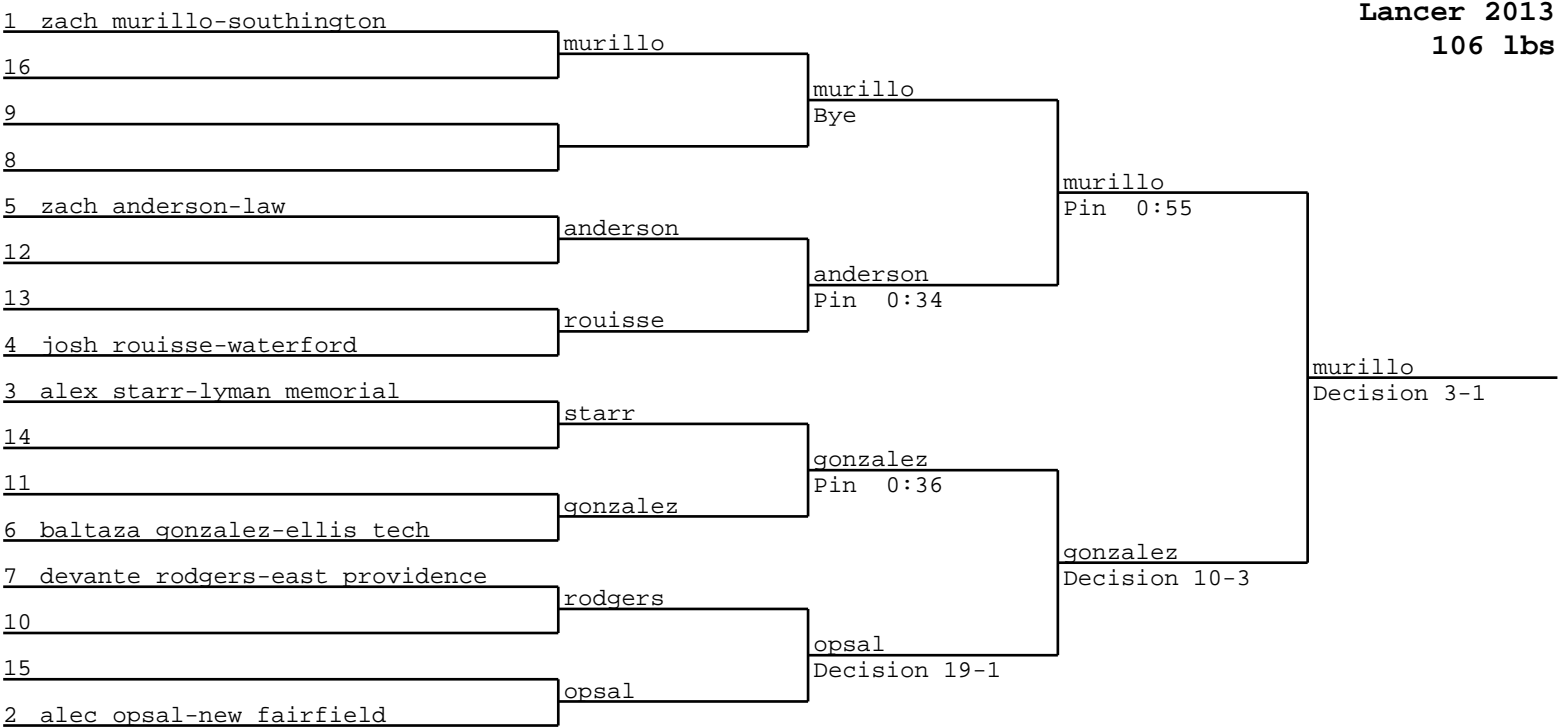 Lancer 2013
106 lbs
1 zach murillo-southington
murillo
16
murillo
9
Bye
8
murillo
5 zach anderson-law
Pin 0:55
anderson
12
anderson
13
Pin 0:34
rouisse
4 josh rouisse-waterford
murillo
3 alex starr-lyman memorial
Decision 3-1
starr
14
gonzalez
11
Pin 0:36
gonzalez
6 baltaza gonzalez-ellis tech
gonzalez
7 devante rodgers-east providence
Decision 10-3
rodgers
10
opsal
15
Decision 19-1
opsal
2 alec opsal-new fairfield